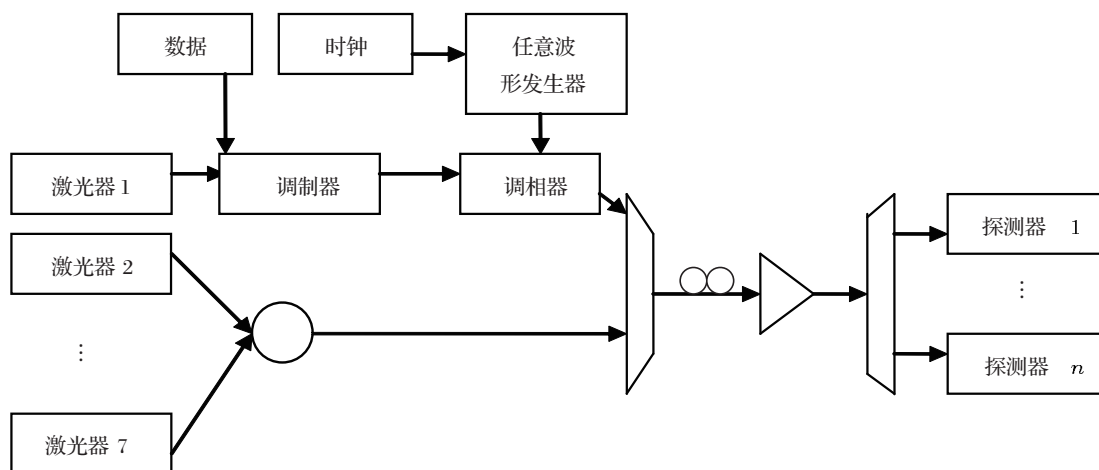 数据
时钟
任意波
形发生器
激光器 1
调制器
调相器
激光器 2
⋮
激光器 7
探测器 1
⋮
探测器 n